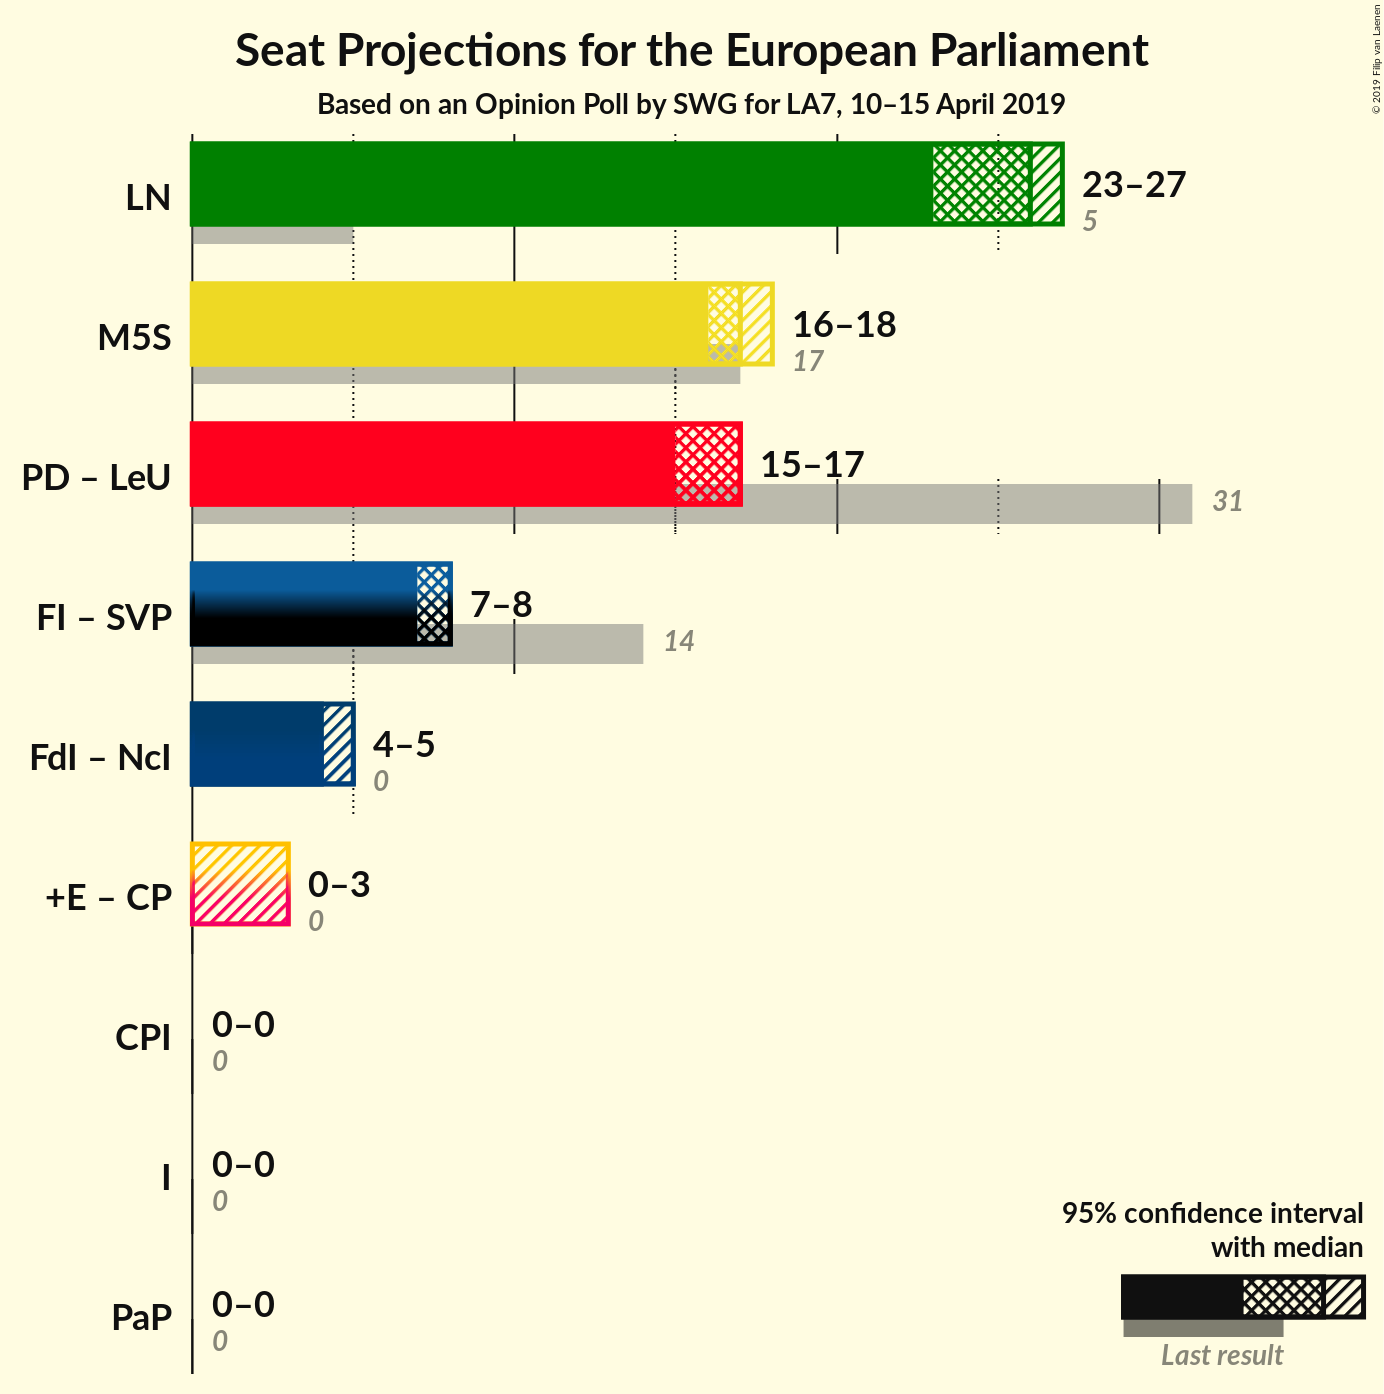 Seat Projections for the European Parliament
Based on an Opinion Poll by SWG for LA7, 10–15 April 2019
© 2019 Filip van Laenen
LN
23–27
5
M5S
16–18
17
PD – LeU
15–17
31
FI – SVP
7–8
14
FdI – NcI
4–5
0
+E – CP
0–3
0
CPI
0–0
0
I
0–0
0
PaP
0–0
0
95% confidence interval
with median
Last result